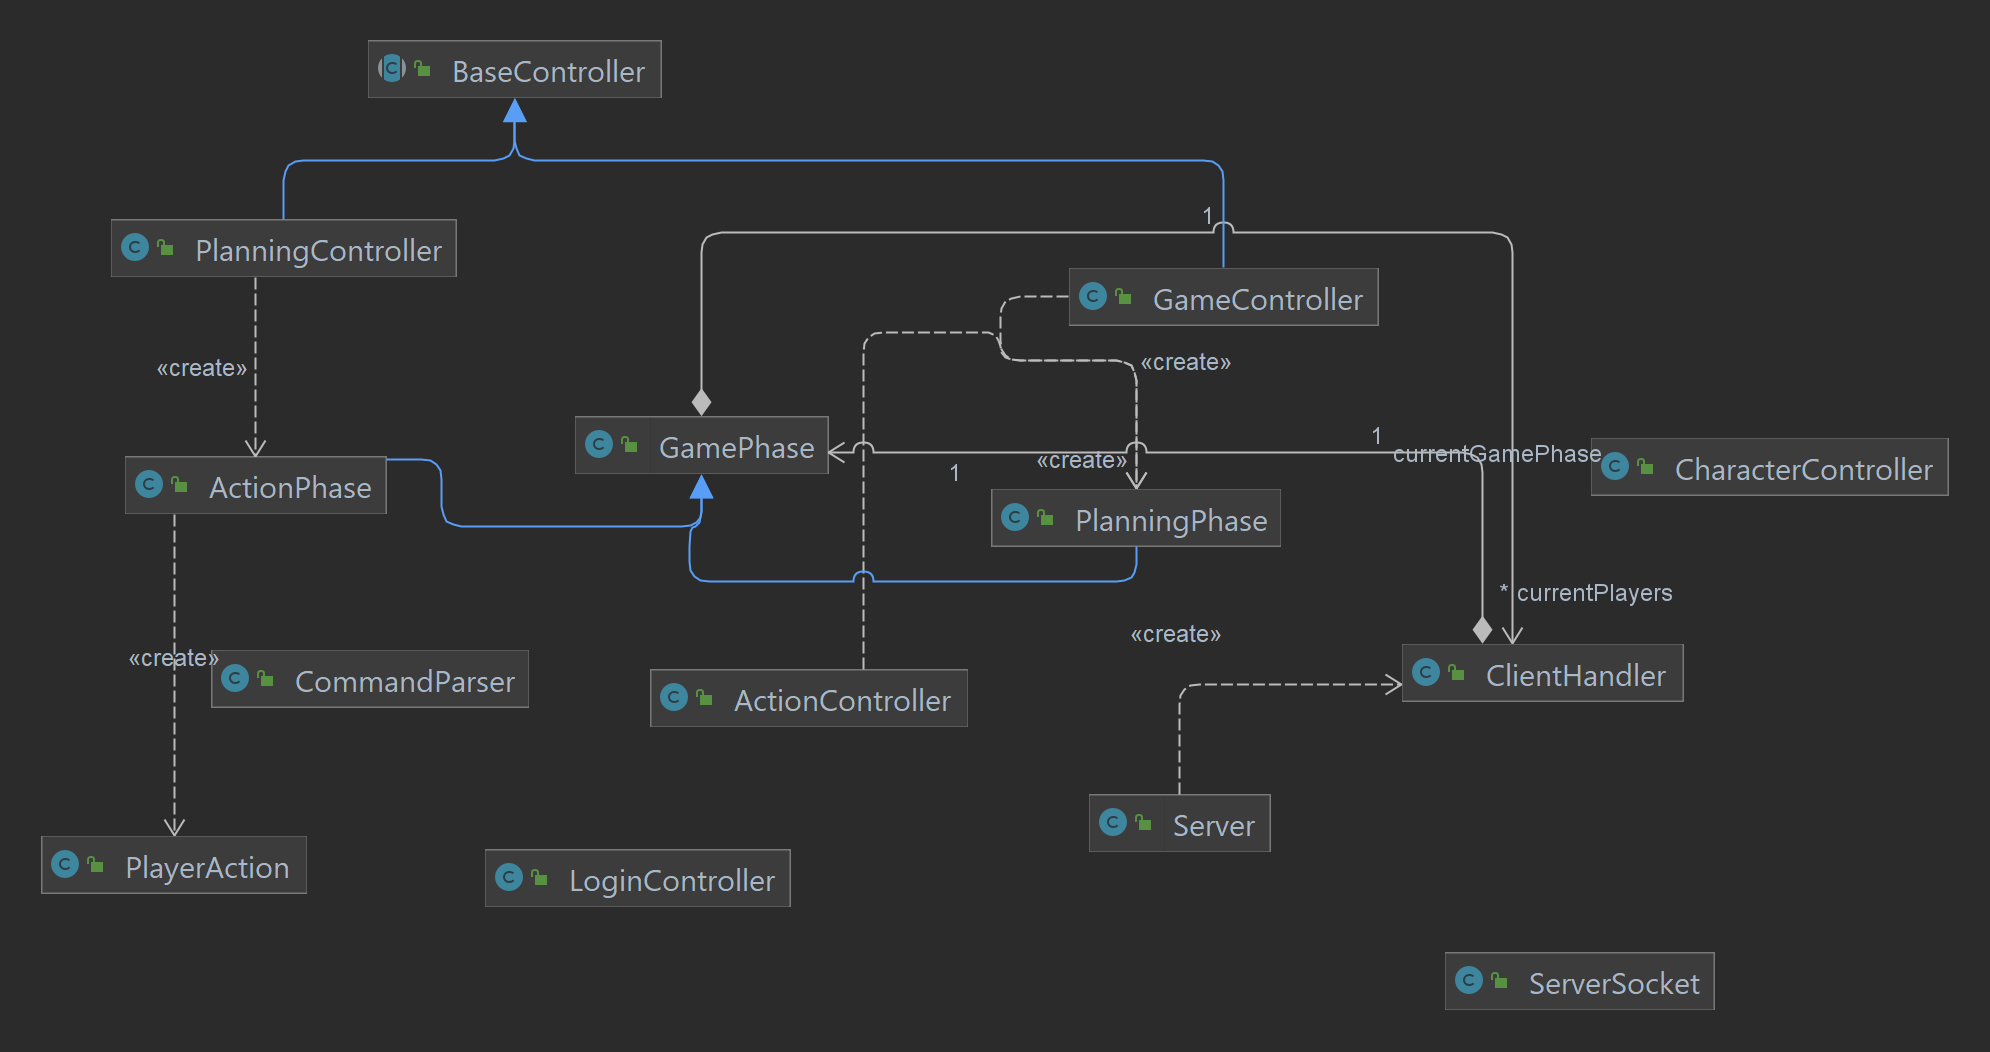 BaseController
PlanningController
1
GameController
«create»
«create»
GamePhase
1
currentGamePhase
«create»
1
CharacterController
ActionPhase
PlanningPhase
* currentPlayers
«create»
«create»
CommandParser
ClientHandler
ActionController
Server
PlayerAction
LoginController
ServerSocket